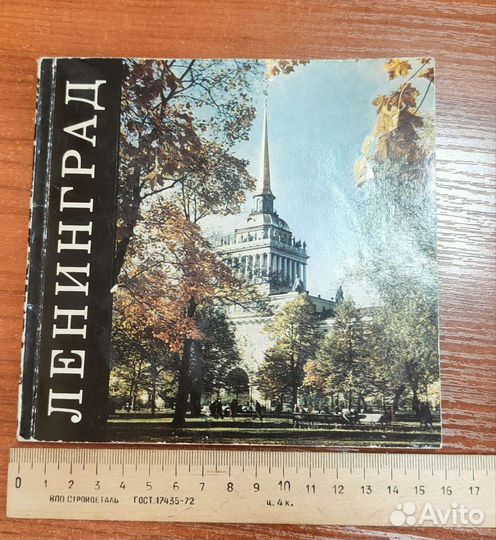 ЛЕНИНГРАД
0 1 2 3 4 5 6 7 8 9 10 11 12 13 14 15 16 17
ВПО СТРОЙДЕТАЛЬ ГОСТ 17435-72 ц. 4 к.
Avito